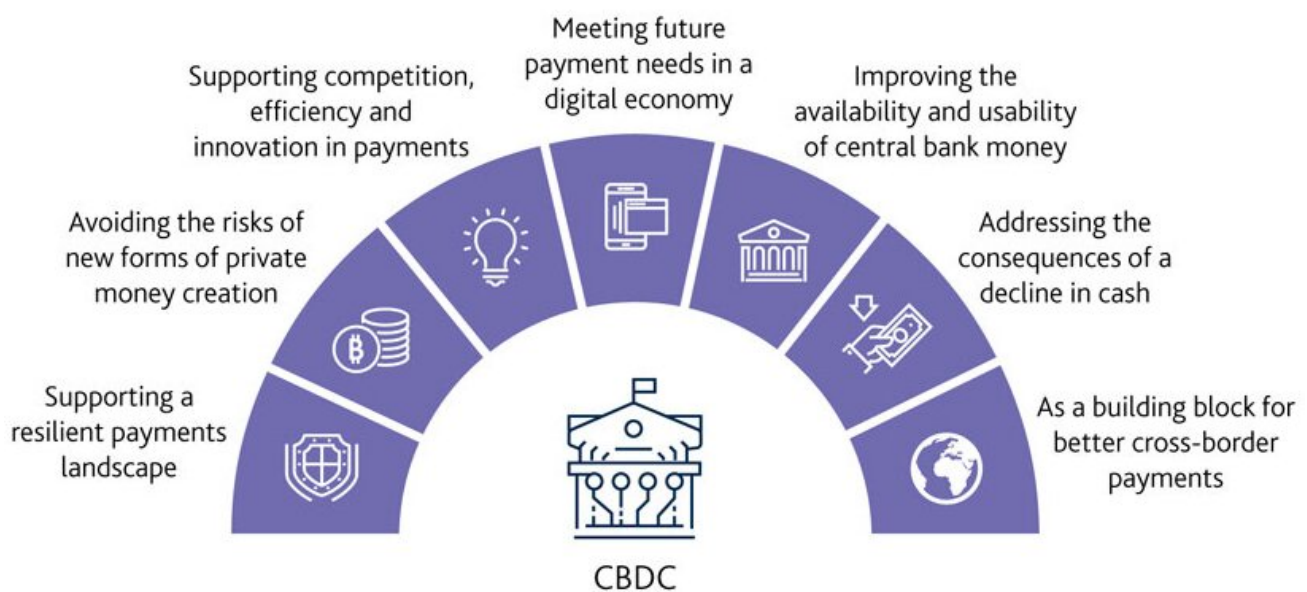 Meeting future
payment needs in a
digital economy
Supporting competition,
efficiency and
innovation in payments
Improving the
availability and usability
of central bank money
Avoiding the risks of
new forms of private
money creation
Addressing the
consequences of a
decline in cash
Supporting a
resilient payments
landscape
As a building block for
better cross-border
payments
CBDC